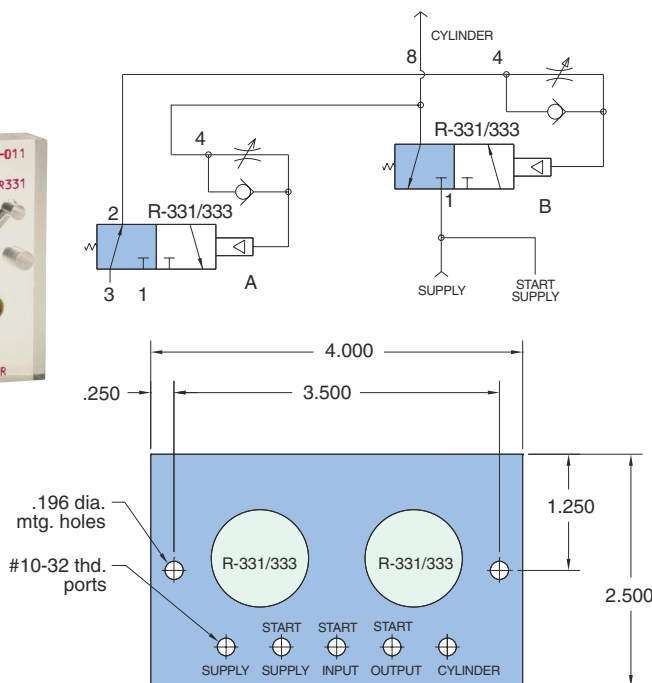 CYLINDER
8
4
-011
R331
4
R-331/333
2
R-331/333
1
B
A
3
1
SUPPLY
START
SUPPLY
R
4.000
.250
3.500
.196 dia.
mtg. holes
1.250
#10-32 thd.
ports
R-331/333
R-331/333
2.500
START
START
START
SUPPLY
SUPPLY
INPUT
OUTPUT
CYLINDER